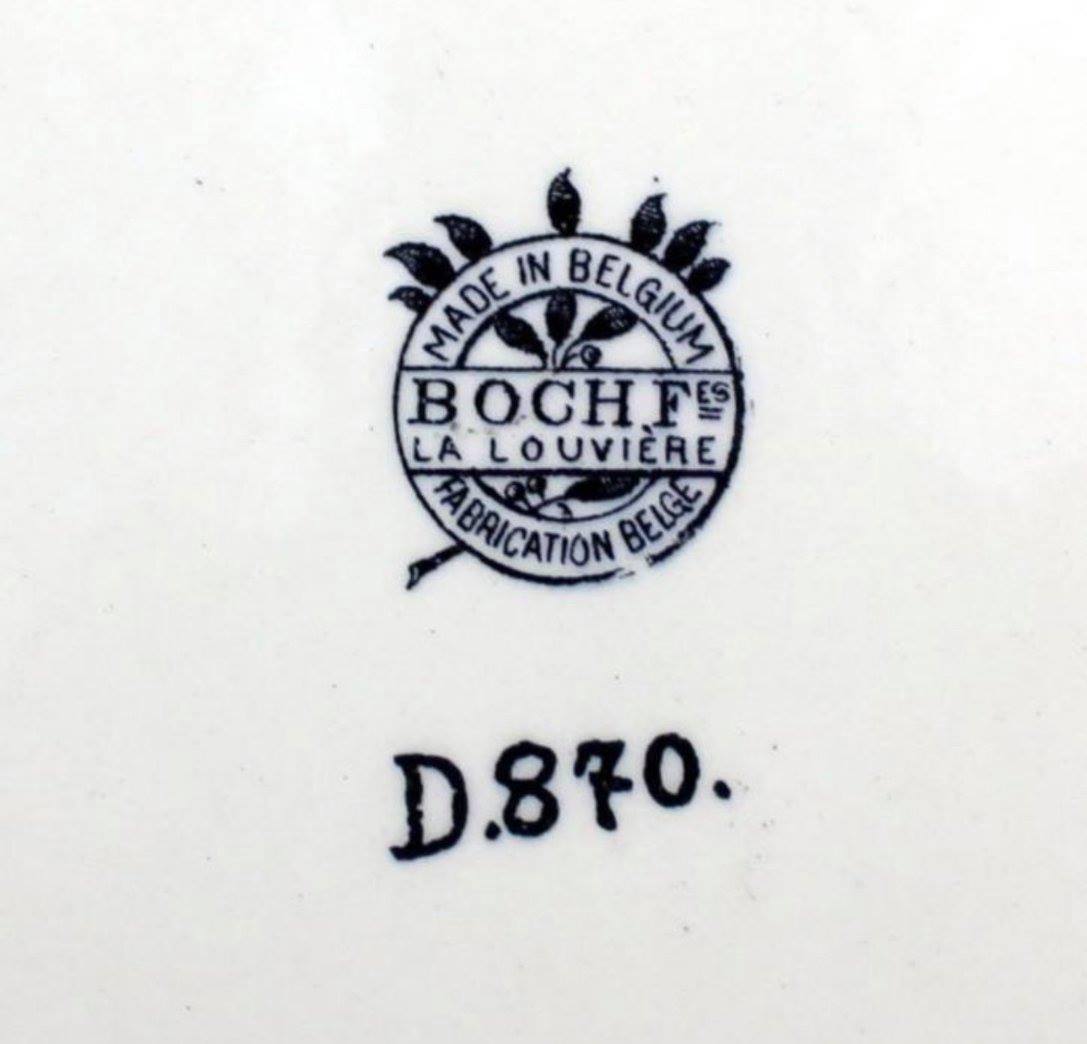 MADE IN BELGIUM
BOCH Fes
LA LOUVIÈRE
FABRICATION BELGE
D.870.